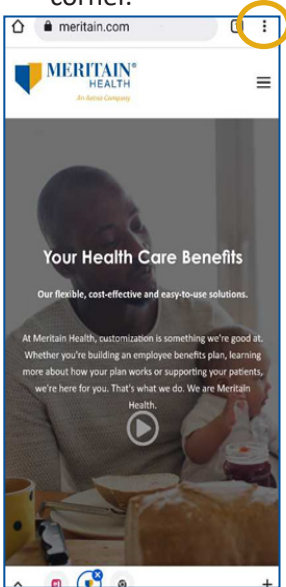 corner.
meritain.com
MERITAIN®
HEALTH
An Aetna Company
Your Health Care Benefits
Our flexible, cost-effective and easy-to-use solutions.
At Meritain Health, customization is something we're good at.
Whether you're building an employee benefits plan, learning
more about how your plan works or supporting your patients,
we're here for you. That's what we do. We are Meritain
Health.